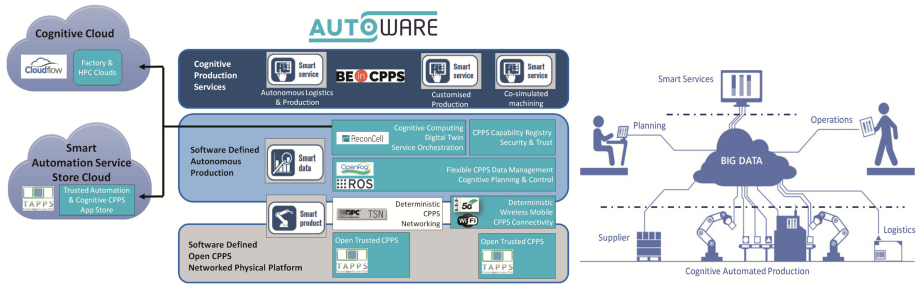 AUTOWARE
Cognitive Cloud
Cloudflow
Factory &
HPC Clouds
Smart
Automation Service
Store Cloud
TAPPS
Trusted Automation
& Cognitive CPPS
App Store
Cognitive
Production
Services
Smart
service
Autonomous Logistics
& Production
BEinCPPS
Smart
service
Customised
Production
Smart
service
Co-simulated
machining
Software Defined
Autonomous
Production
Smart
data
ReconCell
Cognitive Computing
Digital Twin
Service Orchestration
CPPS Capability Registry
Security & Trust
OpenFog
ROS
Flexible CPPS Data Management
Cognitive Planning & Control
Smart
product
OPC
TSN
Deterministic
CPPS
Networking
5G
WiFi
Deterministic
Wireless Mobile
CPPS Connectivity
Software Defined
Open CPPS
Networked Physical Platform
Open Trusted CPPS
TAPPS
Open Trusted CPPS
TAPPS
Smart Services
Planning
Operations
BIG DATA
Supplier
Logistics
Cognitive Automated Production